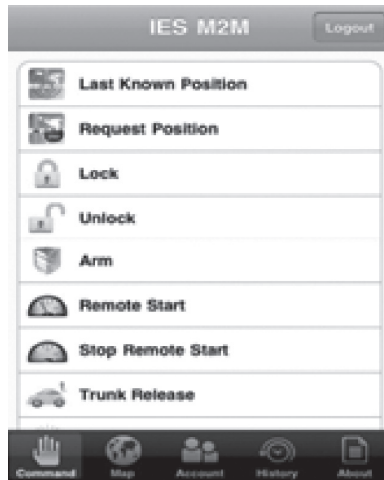 IES M2M
Logout
Last Known Position
Request Position
Lock
Unlock
Arm
Remote Start
Stop Remote Start
Trunk Release
Command
Map
Account
History
About